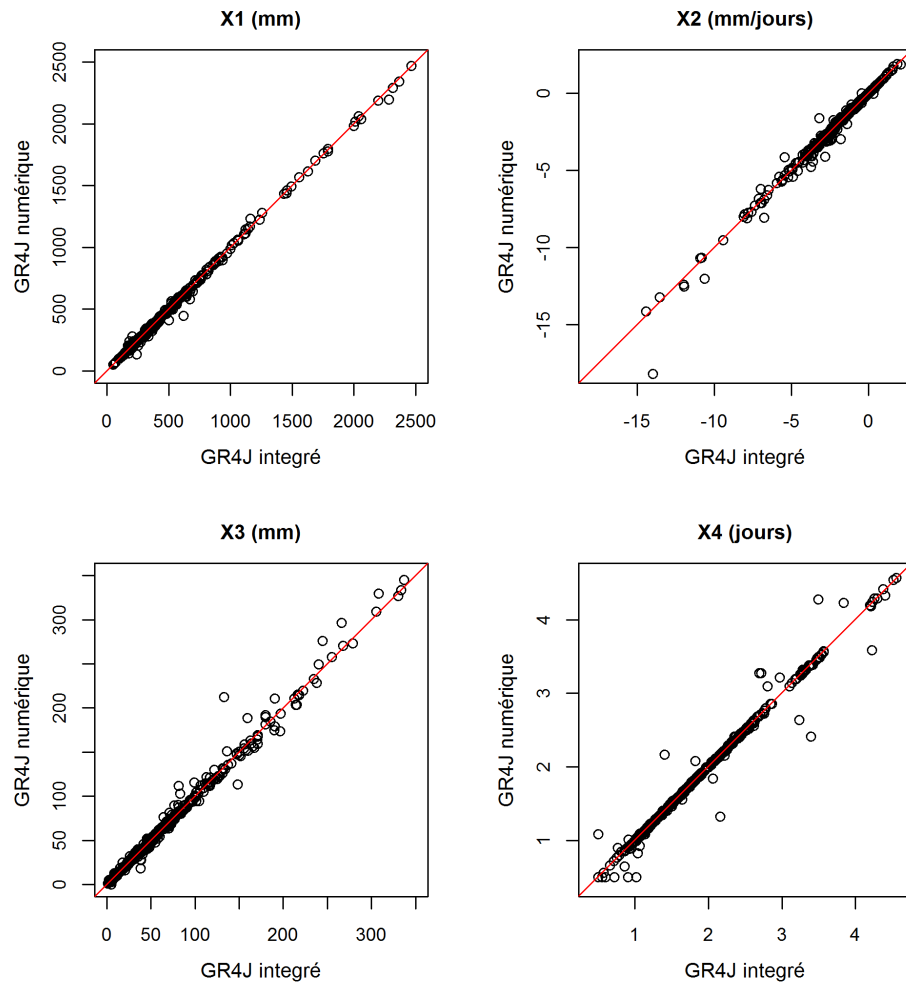 X1 (mm)
GR4J numérique
0 500 1000 1500 2000 2500
0 500 1000 1500 2000 2500
GR4J integré
X2 (mm/jours)
GR4J numérique
-15 -10 -5 0
-15 -10 -5 0
GR4J integré
X3 (mm)
GR4J numérique
0 50 100 200 300
0 50 100 200 300
GR4J integré
X4 (jours)
GR4J numérique
1 2 3 4
1 2 3 4
GR4J integré